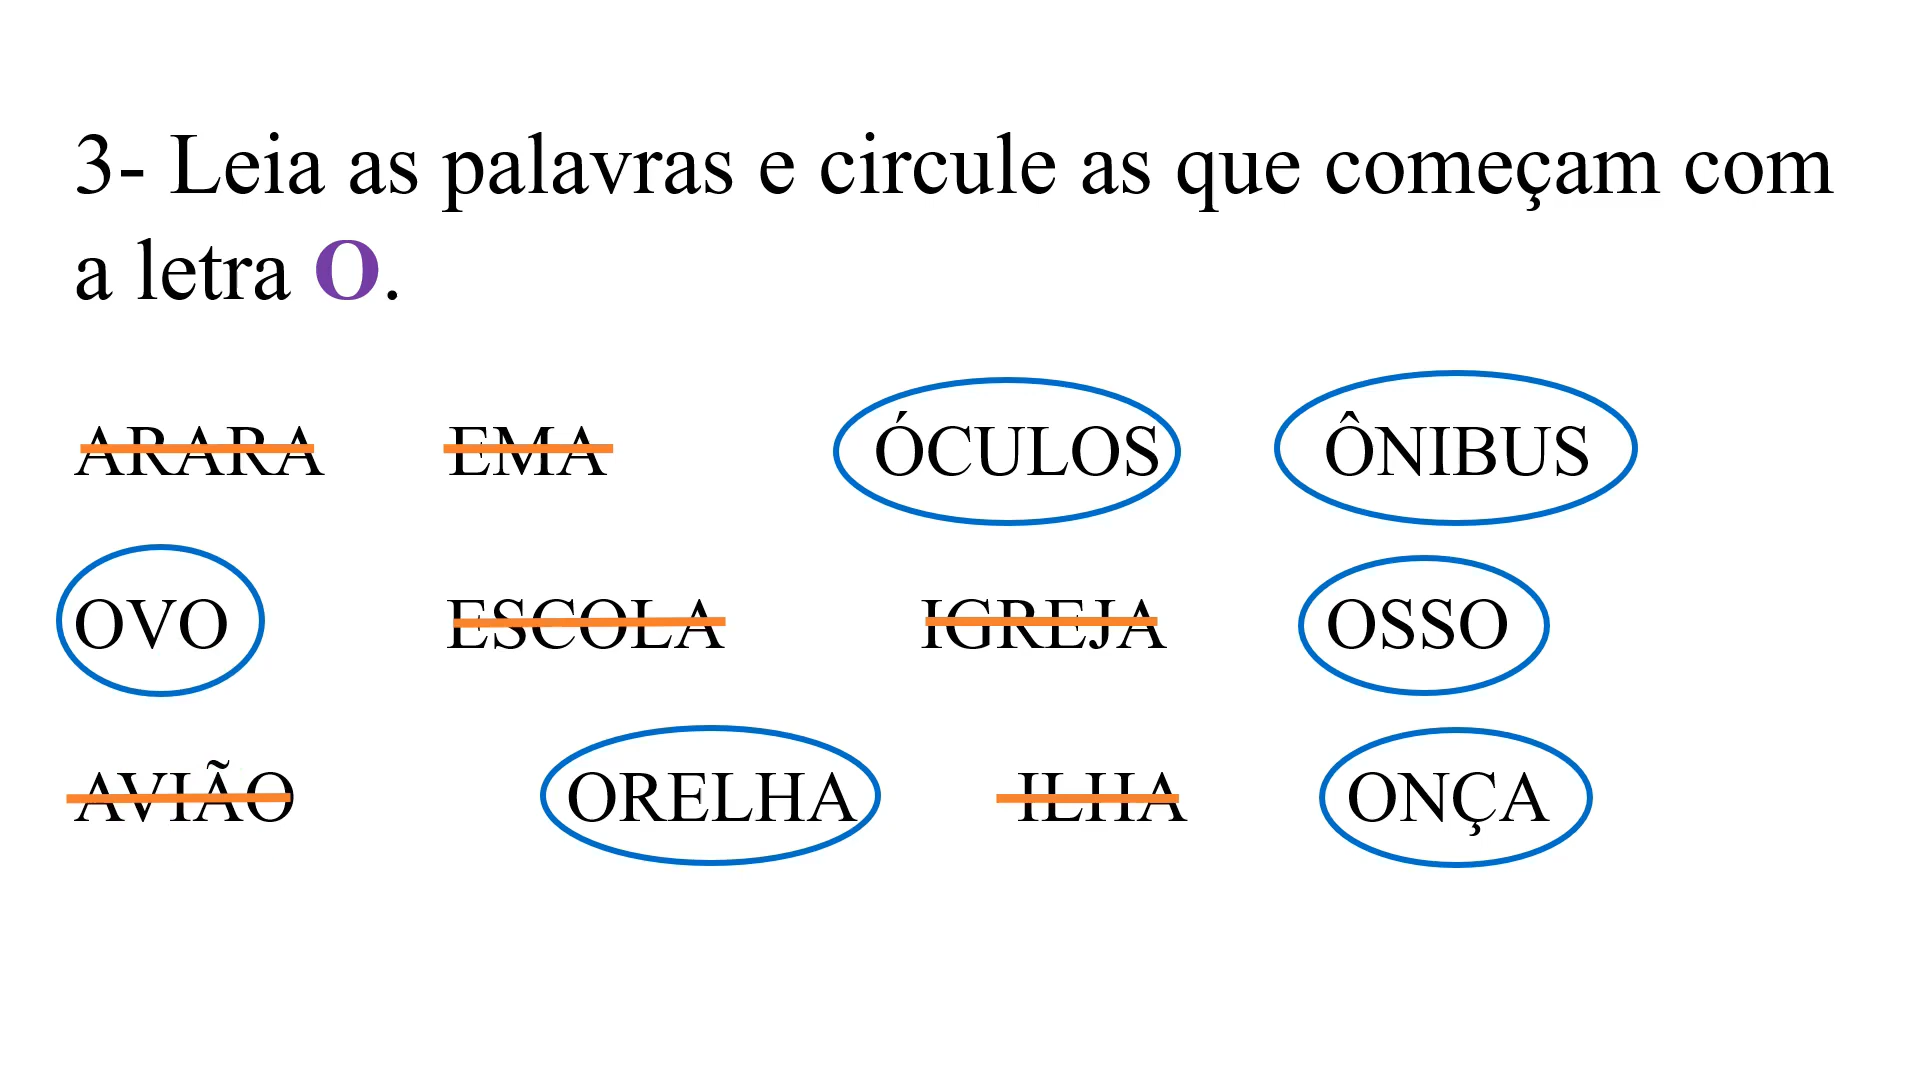 3- Leia as palavras e circule as que começam com
a letra O.
ARARA EMA ÓCULOS ÔNIBUS
OVO ESCOLA IGREJA OSSO
AVIÃO ORELHA ILHA ONÇA